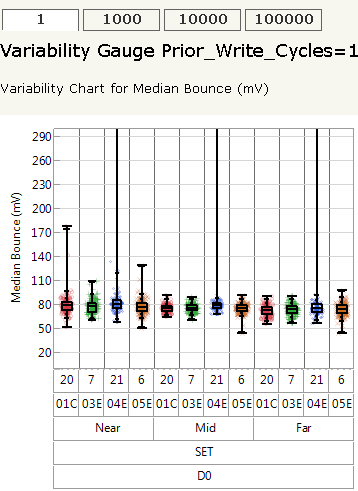 1 1000 10000 100000
Variability Gauge Prior_Write_Cycles=1
Variability Chart for Median Bounce (mV)
Median Bounce (mV)
290
260
230
200
170
140
110
80
50
20
20 7 21 6 20 7 21 6 20 7 21 6
01C 03E 04E 05E 01C 03E 04E 05E 01C 03E 04E 05E
Near Mid Far
SET
D0